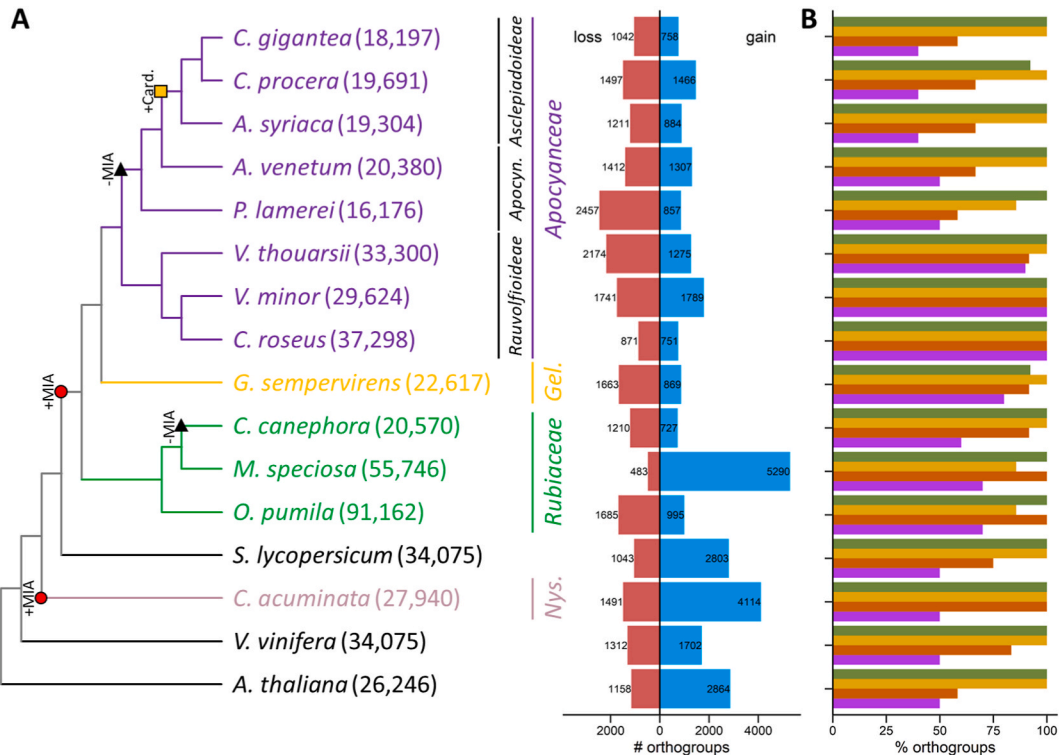 A
B
C. gigantea (18,197)
C. procera (19,691)
A. syriaca (19,304)
A. venetum (20,380)
P. lamerei (16,176)
V. thouarsii (33,300)
V. minor (29,624)
C. roseus (37,298)
G. sempervirens (22,617)
C. canephora (20,570)
M. speciosa (55,746)
O. pumila (91,162)
S. lycopersicum (34,075)
C. acuminata (27,940)
V. vinifera (34,075)
A. thaliana (26,246)
+Card.
-MIA
+MIA
-MIA
+MIA
Asclepiadoideae
Apocyn.
Rauvolfioideae
Apocyanceae
Gel.
Rubiaceae
Nys.
loss gain
1042 758
1497 1466
1211 884
1412 1307
2457 857
2174 1275
1741 1789
871 751
1663 869
1210 727
483 5290
1685 995
1043 2803
1491 4114
1312 1702
1158 2864
2000 0 2000 4000
# orthogroups
0 25 50 75 100
% orthogroups